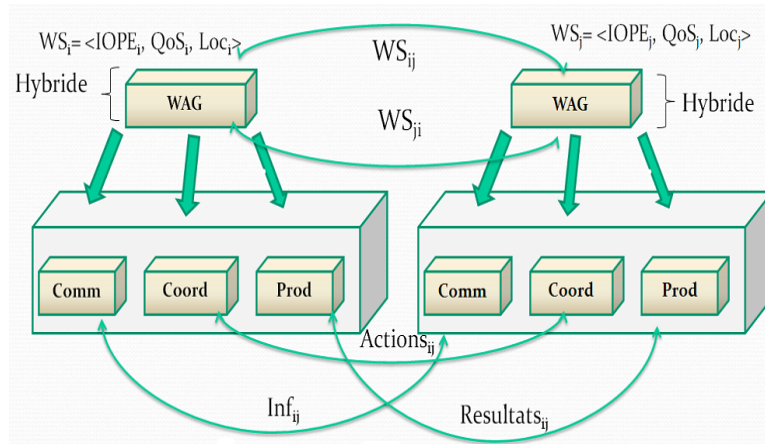 WSi= <IOPEi, QoSi, Loci>
WSj= <IOPEj, QoSj, Locj>
WSij
Hybride
WAG
WAG
Hybride
WSji
Comm
Coord
Prod
Comm
Coord
Prod
Actionsij
Infij
Resultatsij